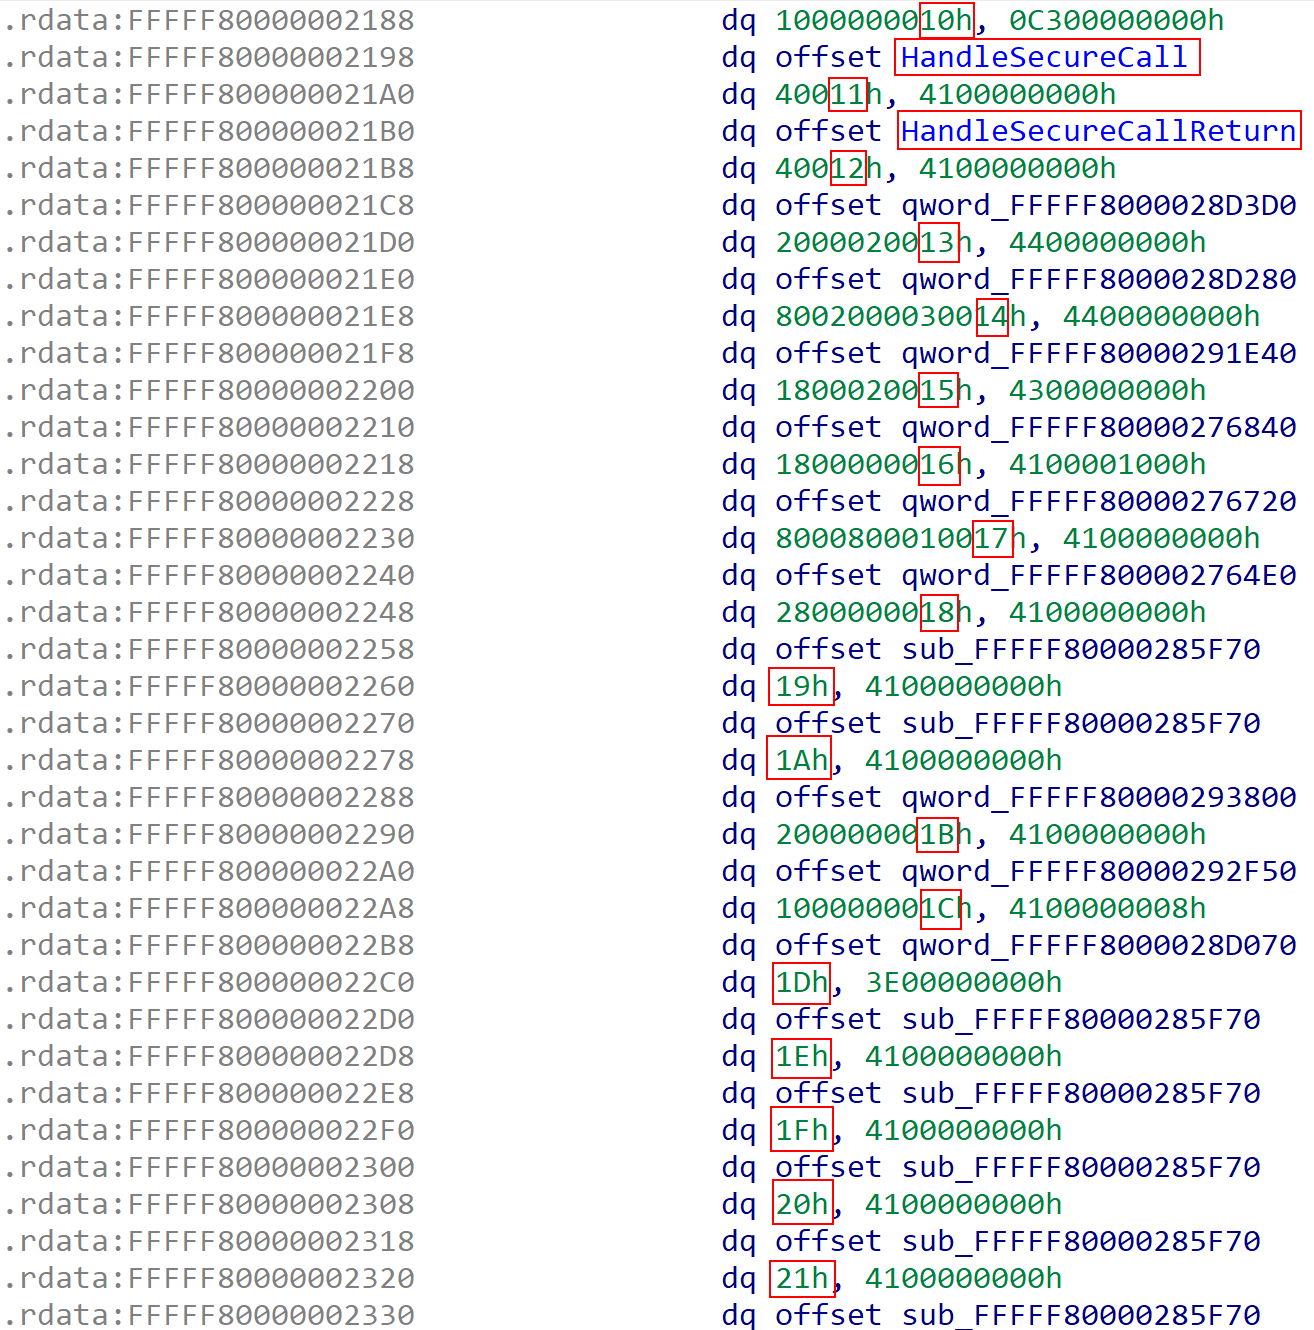 .rdata:FFFFF80000002188 dq 1000000010h, 0C300000000h
.rdata:FFFFF80000002198 dq offset HandleSecureCall
.rdata:FFFFF800000021A0 dq 40011h, 4100000000h
.rdata:FFFFF800000021B0 dq offset HandleSecureCallReturn
.rdata:FFFFF800000021B8 dq 40012h, 4100000000h
.rdata:FFFFF800000021C8 dq offset qword_FFFFF8000028D3D0
.rdata:FFFFF800000021D0 dq 2000020013h, 4400000000h
.rdata:FFFFF800000021E0 dq offset qword_FFFFF8000028D280
.rdata:FFFFF800000021E8 dq 8002000030014h, 4400000000h
.rdata:FFFFF800000021F8 dq offset qword_FFFFF80000291E40
.rdata:FFFFF80000002200 dq 1800020015h, 4300000000h
.rdata:FFFFF80000002210 dq offset qword_FFFFF80000276840
.rdata:FFFFF80000002218 dq 1800000016h, 4100001000h
.rdata:FFFFF80000002228 dq offset qword_FFFFF80000276720
.rdata:FFFFF80000002230 dq 8000800010017h, 4100000000h
.rdata:FFFFF80000002240 dq offset qword_FFFFF800002764E0
.rdata:FFFFF80000002248 dq 2800000018h, 4100000000h
.rdata:FFFFF80000002258 dq offset sub_FFFFF80000285F70
.rdata:FFFFF80000002260 dq 19h, 4100000000h
.rdata:FFFFF80000002270 dq offset sub_FFFFF80000285F70
.rdata:FFFFF80000002278 dq 1Ah, 4100000000h
.rdata:FFFFF80000002288 dq offset qword_FFFFF80000293800
.rdata:FFFFF80000002290 dq 200000001Bh, 4100000000h
.rdata:FFFFF800000022A0 dq offset qword_FFFFF80000292F50
.rdata:FFFFF800000022A8 dq 100000001Ch, 4100000008h
.rdata:FFFFF800000022B8 dq offset qword_FFFFF8000028D070
.rdata:FFFFF800000022C0 dq 1Dh, 3E00000000h
.rdata:FFFFF800000022D0 dq offset sub_FFFFF80000285F70
.rdata:FFFFF800000022D8 dq 1Eh, 4100000000h
.rdata:FFFFF800000022E8 dq offset sub_FFFFF80000285F70
.rdata:FFFFF800000022F0 dq 1Fh, 4100000000h
.rdata:FFFFF80000002300 dq offset sub_FFFFF80000285F70
.rdata:FFFFF80000002308 dq 20h, 4100000000h
.rdata:FFFFF80000002318 dq offset sub_FFFFF80000285F70
.rdata:FFFFF80000002320 dq 21h, 4100000000h
.rdata:FFFFF80000002330 dq offset sub_FFFFF80000285F70